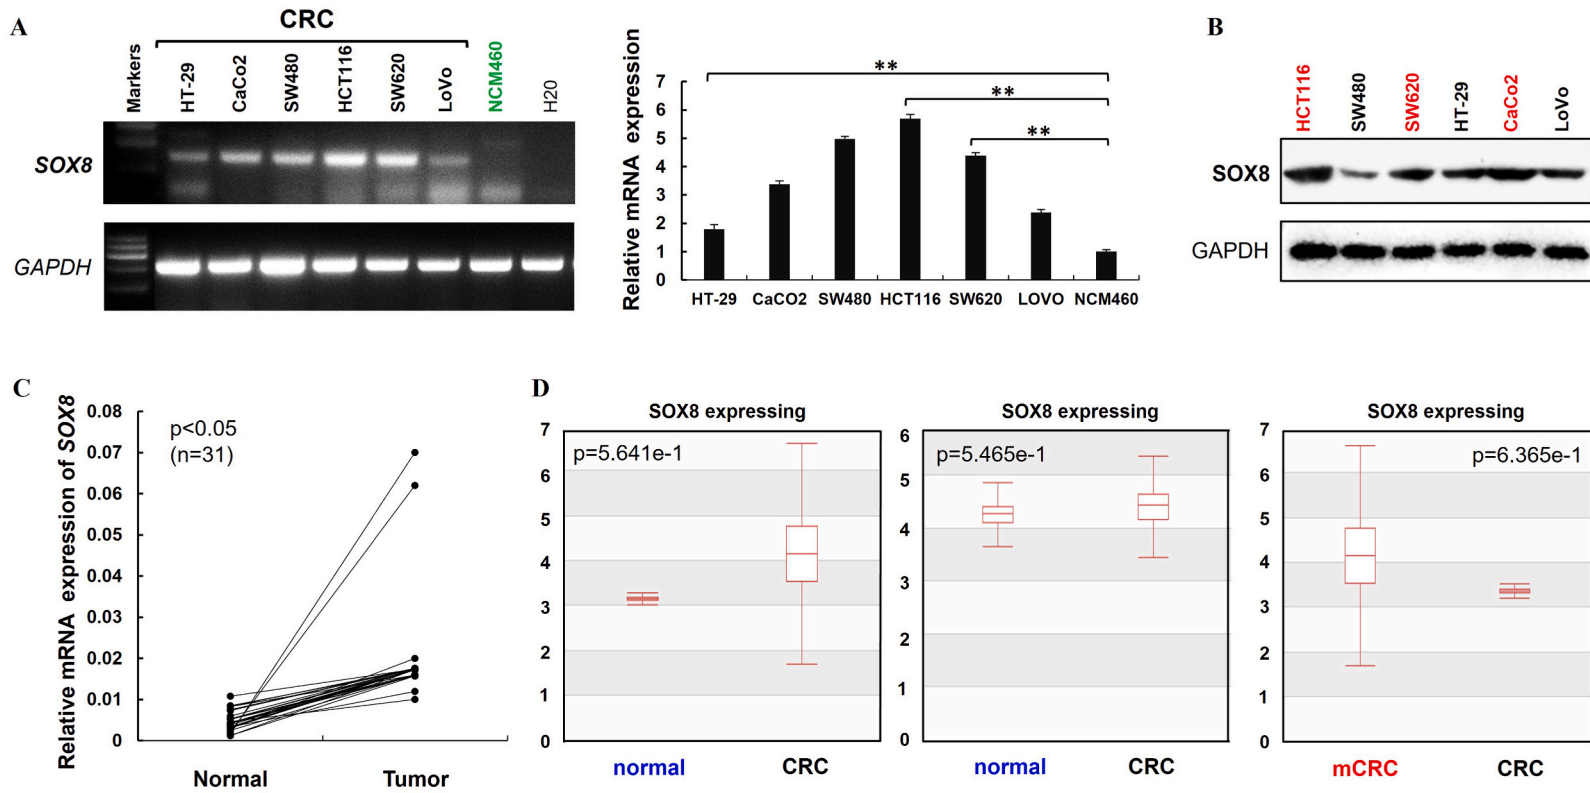 A
CRC
Markers
HT-29
CaCo2
SW480
HCT116
SW620
LoVo
NCM460
H20
SOX8
GAPDH
Relative mRNA expression
7
6
5
4
3
2
1
0
**
**
**
HT-29 CaCO2 SW480 HCT116 SW620 LOVO NCM460
B
HCT116
SW480
SW620
HT-29
CaCo2
LoVo
SOX8
GAPDH
C
Relative mRNA expression of SOX8
0.08
0.07
0.06
0.05
0.04
0.03
0.02
0.01
0
p<0.05
(n=31)
Normal Tumor
D
SOX8 expressing
7
6
5
4
3
2
1
0
p=5.641e-1
normal CRC
SOX8 expressing
6
5
4
3
2
1
0
p=5.465e-1
normal CRC
SOX8 expressing
7
6
5
4
3
2
1
0
p=6.365e-1
mCRC CRC